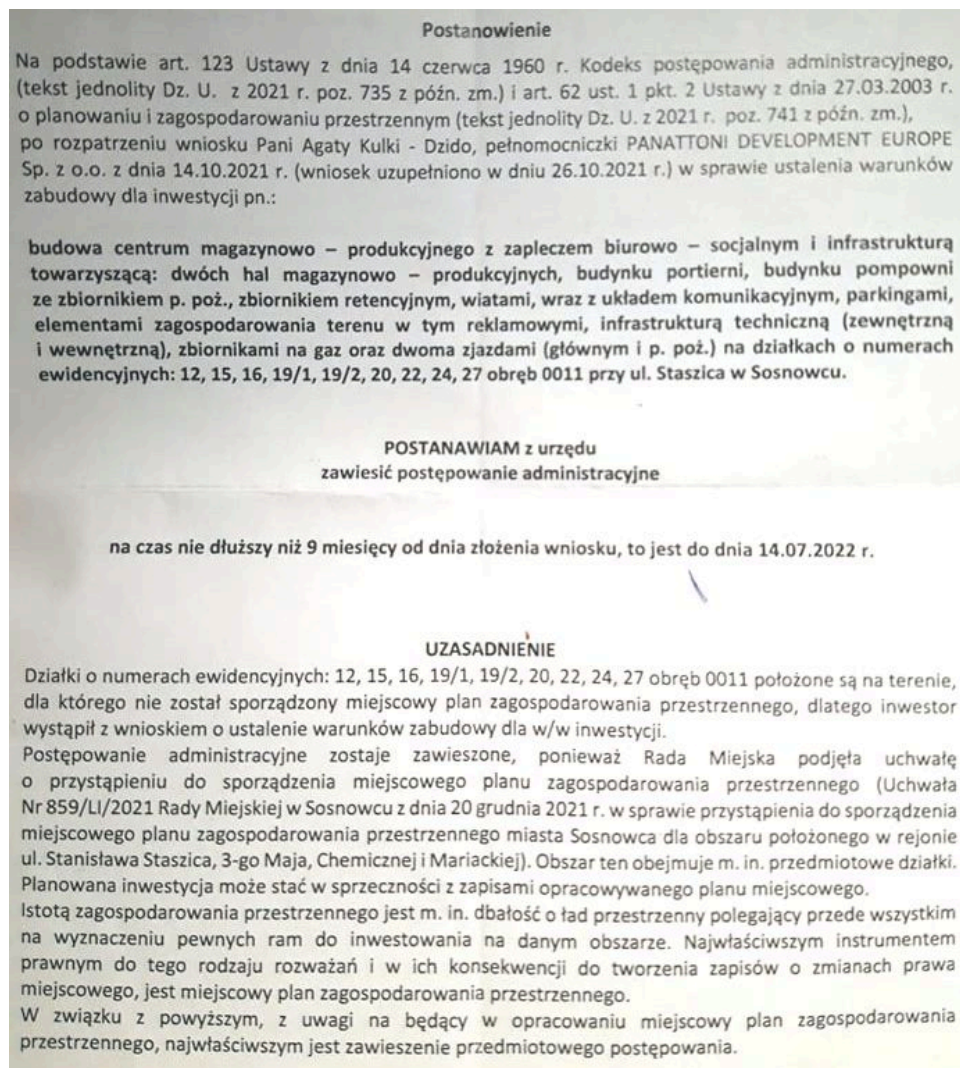 Postanowienie
Na podstawie art. 123 Ustawy z dnia 14 czerwca 1960 r. Kodeks postępowania administracyjnego,
(tekst jednolity Dz. U. z 2021 r. poz. 735 z późn. zm.) i art. 62 ust. 1 pkt. 2 Ustawy z dnia 27.03.2003 r.
o planowaniu i zagospodarowaniu przestrzennym (tekst jednolity Dz. U. z 2021 r. poz. 741 z późn. zm.),
po rozpatrzeniu wniosku Pani Agaty Kulki - Dzido, pełnomocniczki PANATTONI DEVELOPMENT EUROPE
Sp. z o.o. z dnia 14.10.2021 r. (wniosek uzupełniono w dniu 26.10.2021 r.) w sprawie ustalenia warunków
zabudowy dla inwestycji pn.:
budowa centrum magazynowo – produkcyjnego z zapleczem biurowo – socjalnym i infrastrukturą
towarzyszącą: dwóch hal magazynowo – produkcyjnych, budynku portierni, budynku pompowni
ze zbiornikiem p. poż., zbiornikiem retencyjnym, wiatami, wraz z układem komunikacyjnym, parkingami,
elementami zagospodarowania terenu w tym reklamowymi, infrastrukturą techniczną (zewnętrzną
i wewnętrzną), zbiornikami na gaz oraz dwoma zjazdami (głównym i p. poż.) na działkach o numerach
ewidencyjnych: 12, 15, 16, 19/1, 19/2, 20, 22, 24, 27 obręb 0011 przy ul. Staszica w Sosnowcu.
POSTANAWIAM z urzędu
zawiesić postępowanie administracyjne
na czas nie dłuższy niż 9 miesięcy od dnia złożenia wniosku, to jest do dnia 14.07.2022 r.
UZASADNIENIE
Działki o numerach ewidencyjnych: 12, 15, 16, 19/1, 19/2, 20, 22, 24, 27 obręb 0011 położone są na terenie,
dla którego nie został sporządzony miejscowy plan zagospodarowania przestrzennego, dlatego inwestor
wystąpił z wnioskiem o ustalenie warunków zabudowy dla w/w inwestycji.
Postępowanie administracyjne zostaje zawieszone, ponieważ Rada Miejska podjęła uchwałę
o przystąpieniu do sporządzenia miejscowego planu zagospodarowania przestrzennego (Uchwała
Nr 859/LI/2021 Rady Miejskiej w Sosnowcu z dnia 20 grudnia 2021 r. w sprawie przystąpienia do sporządzenia
miejscowego planu zagospodarowania przestrzennego miasta Sosnowca dla obszaru położonego w rejonie
ul. Stanisława Staszica, 3-go Maja, Chemicznej i Mariackiej). Obszar ten obejmuje m. in. przedmiotowe działki.
Planowana inwestycja może stać w sprzeczności z zapisami opracowywanego planu miejscowego.
Istotą zagospodarowania przestrzennego jest m. in. dbałość o ład przestrzenny polegający przede wszystkim
na wyznaczeniu pewnych ram do inwestowania na danym obszarze. Najwłaściwszym instrumentem
prawnym do tego rodzaju rozważań i w ich konsekwencji do tworzenia zapisów o zmianach prawa
miejscowego, jest miejscowy plan zagospodarowania przestrzennego.
W związku z powyższym, z uwagi na będący w opracowaniu miejscowy plan zagospodarowania
przestrzennego, najwłaściwszym jest zawieszenie przedmiotowego postępowania.